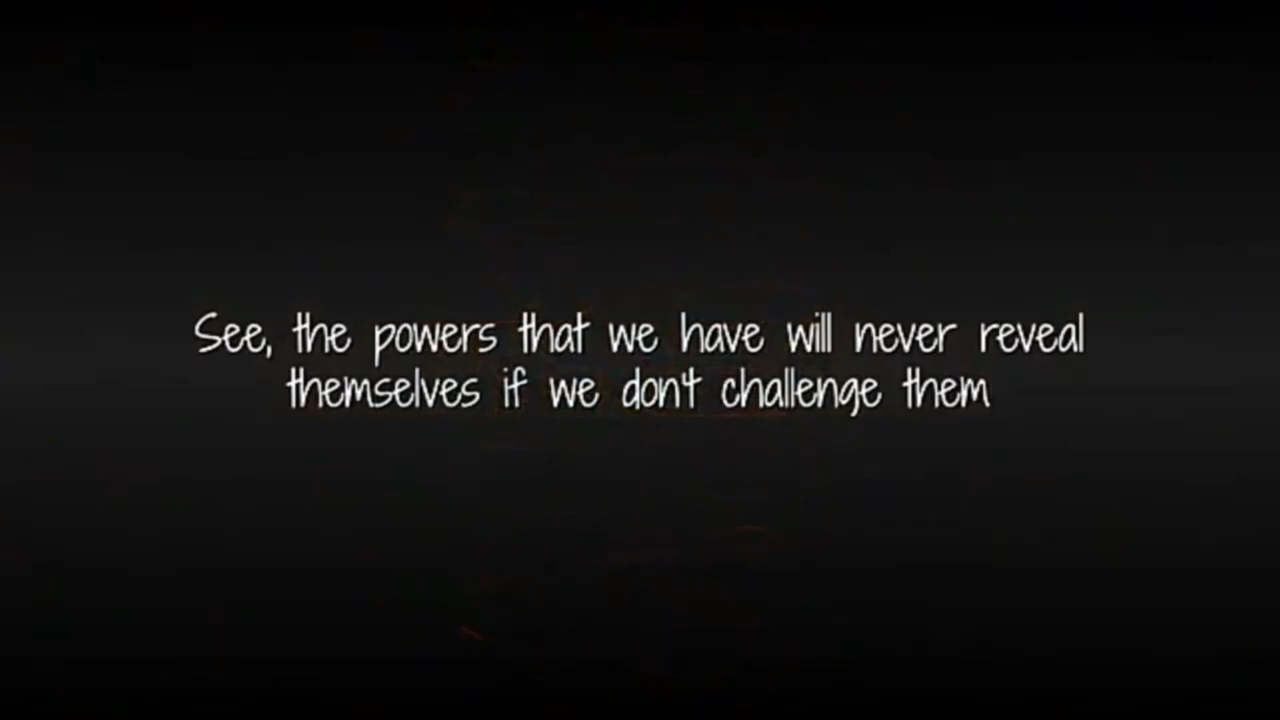 See, the powers that we have will never reveal
themselves if we don't challenge them